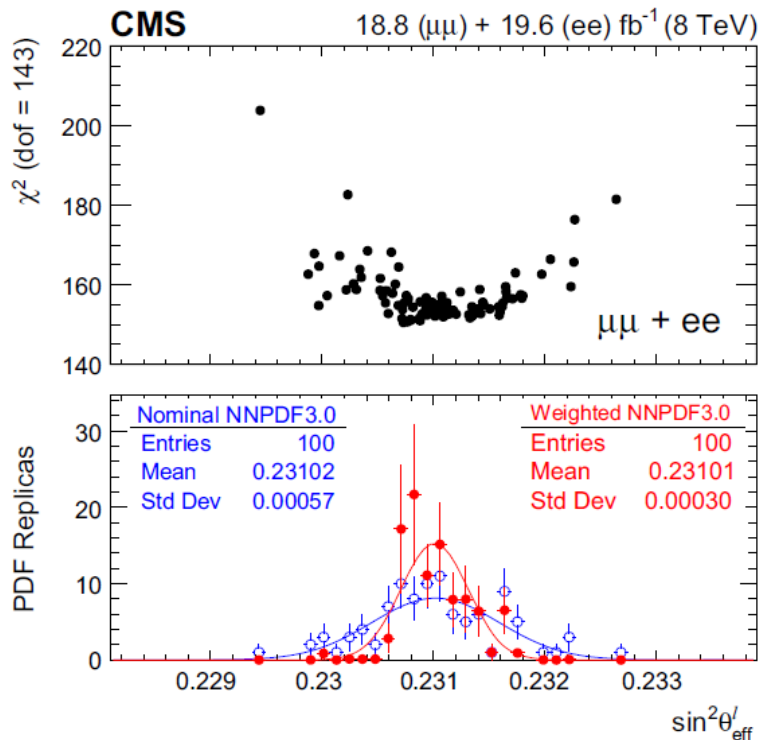 CMS 18.8 (μμ) + 19.6 (ee) fb⁻¹ (8 TeV)
χ² (dof = 143)
220
200
180
160
140
μμ + ee
PDF Replicas
30
20
10
0
Nominal NNPDF3.0
Entries 100
Mean 0.23102
Std Dev 0.00057
Weighted NNPDF3.0
Entries 100
Mean 0.23101
Std Dev 0.00030
0.229 0.23 0.231 0.232 0.233
sin²θˡeff